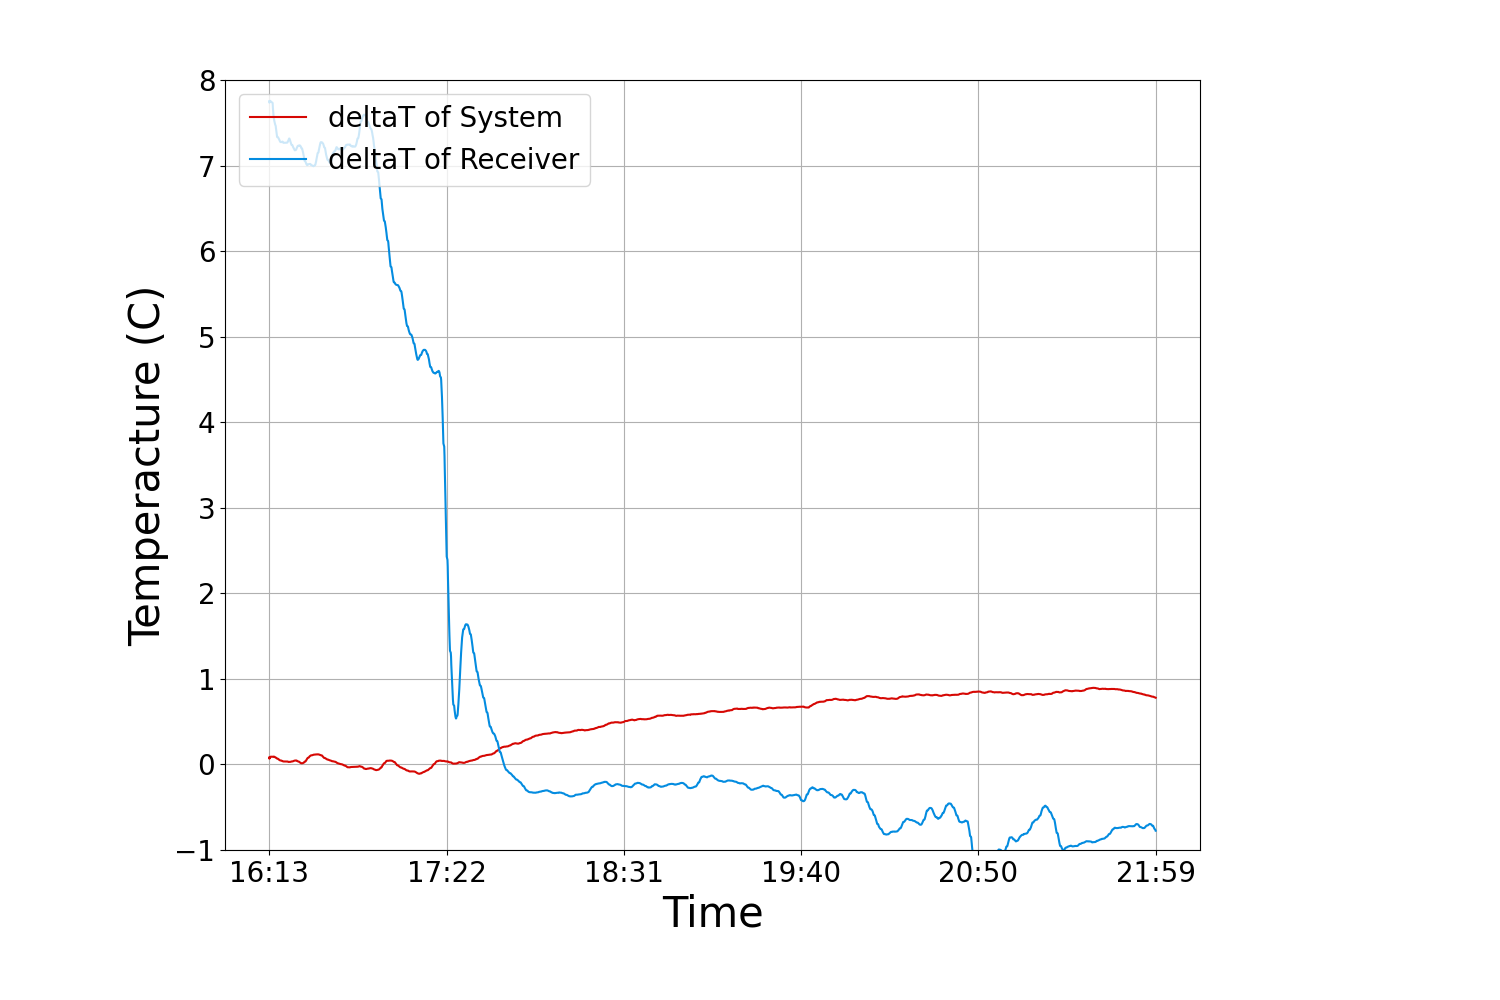 8
7
6
5
4
3
2
1
0
−1
Temperacture (C)
deltaT of System
deltaT of Receiver
16:13 17:22 18:31 19:40 20:50 21:59
Time